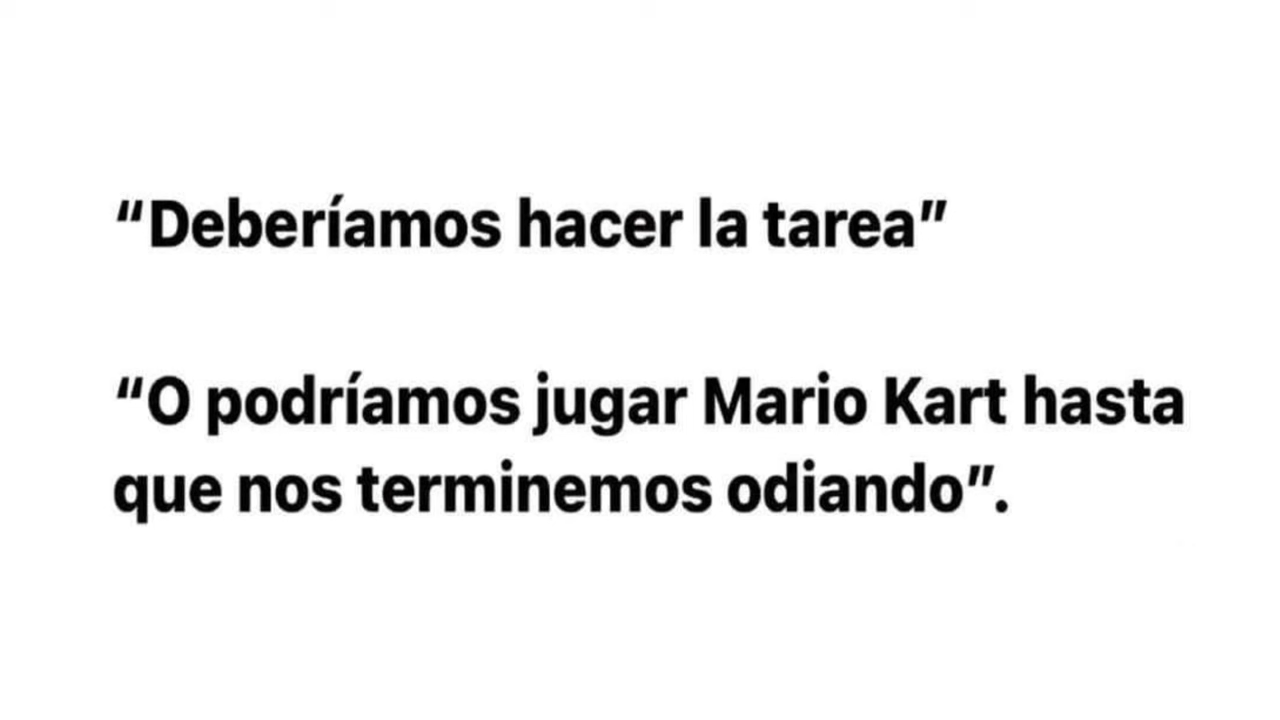 “Deberíamos hacer la tarea”
“O podríamos jugar Mario Kart hasta
que nos terminemos odiando”.